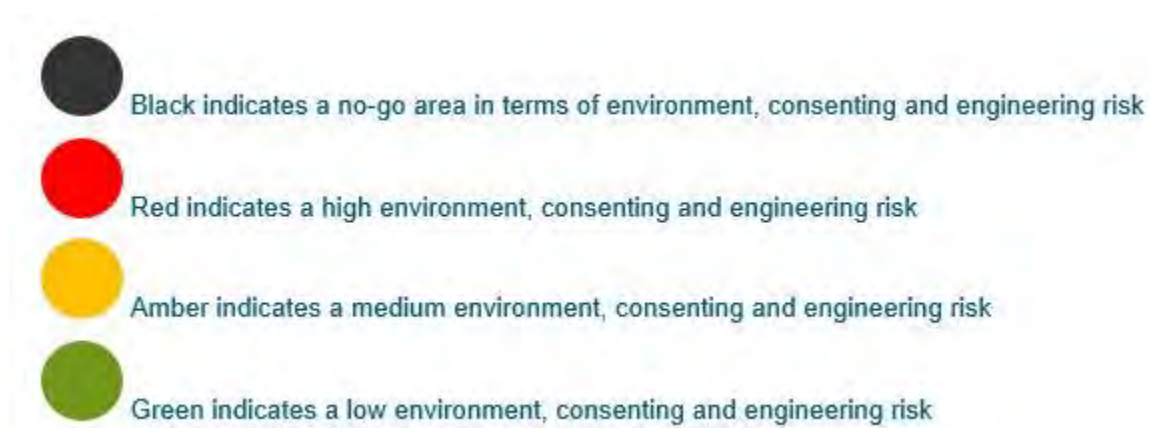 Black indicates a no-go area in terms of environment, consenting and engineering risk
Red indicates a high environment, consenting and engineering risk
Amber indicates a medium environment, consenting and engineering risk
Green indicates a low environment, consenting and engineering risk